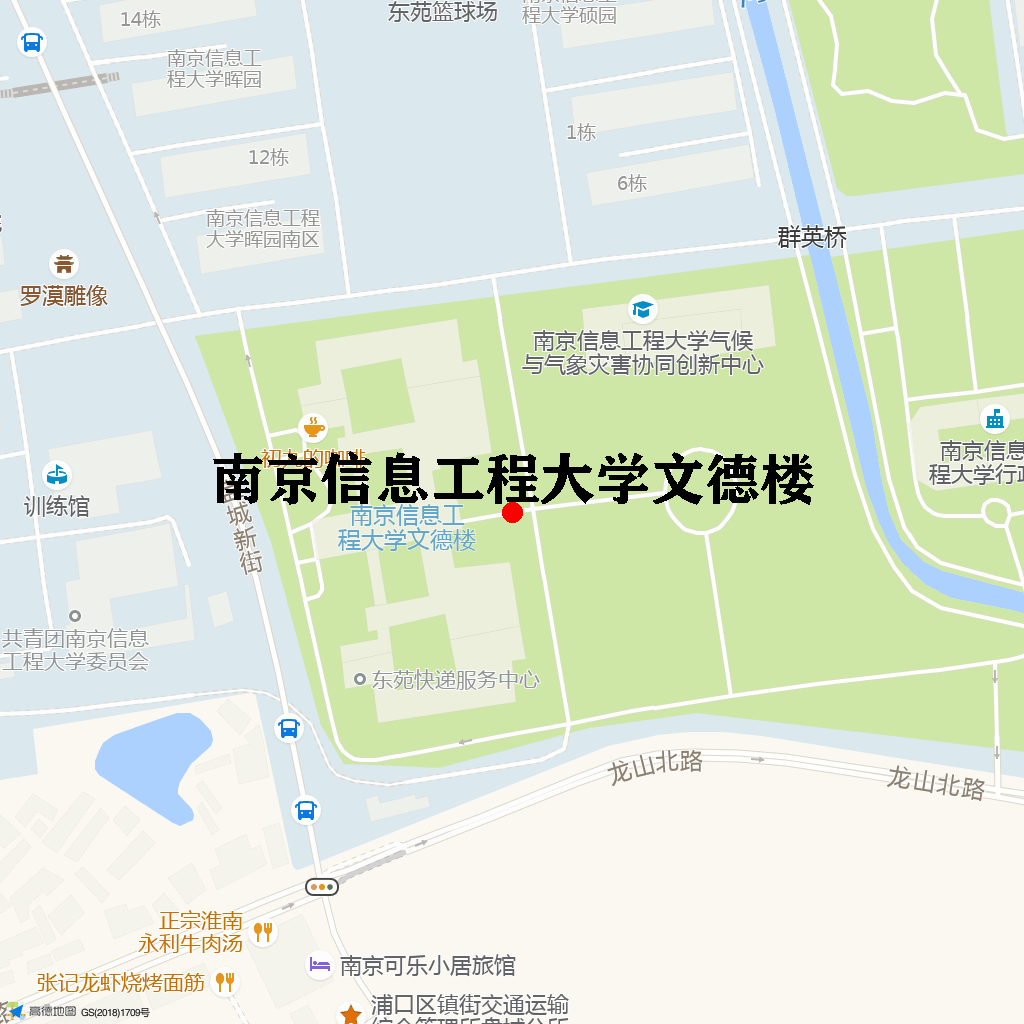 14栋
东苑篮球场
程大学硕园
南京信息工
程大学晖园
1栋
12栋
6栋
南京信息工程
大学晖园南区
群英桥
罗漠雕像
南京信息工程大学气候
与气象灾害协同创新中心
南京信息
程大学行政
训练馆
南京信息工程大学文德楼
城新街
南京信息工
程大学文德楼
共青团南京信息
工程大学委员会
东苑快递服务中心
龙山北路
龙山北路
正宗淮南
永利牛肉汤
张记龙虾烧烤面筋
南京可乐小居旅馆
浦口区镇街交通运输
高德地图 GS(2018)1709号